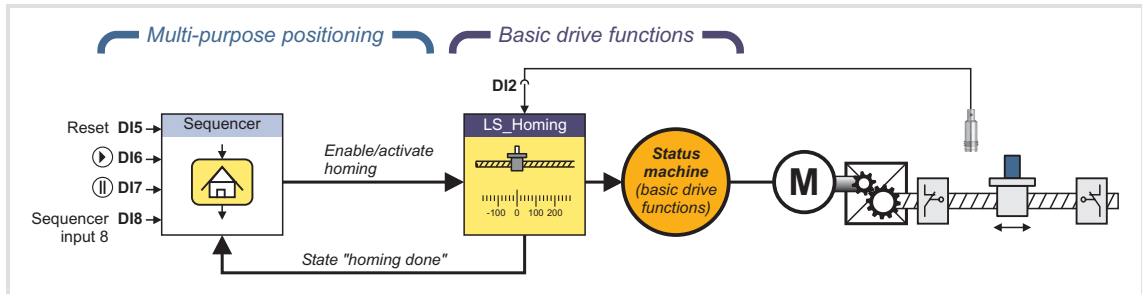 Multi-purpose positioning
Basic drive functions
DI2
Reset DI5
DI6
DI7
Sequencer DI8
input 8
Sequencer
Enable/activate
homing
LS_Homing
-100 0 100 200
Status
machine
(basic drive
functions)
M
State "homing done"